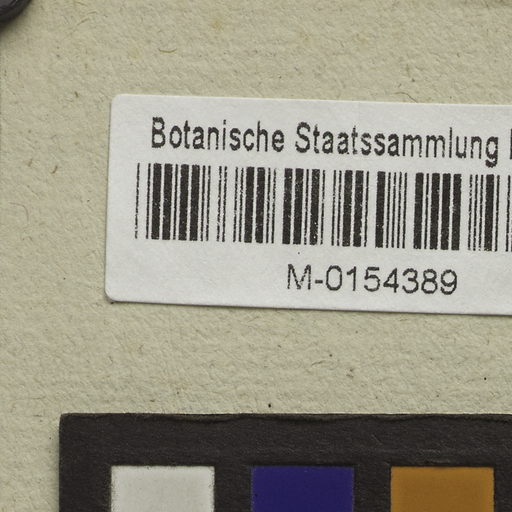 Botanische Staatssammlung
M-0154389